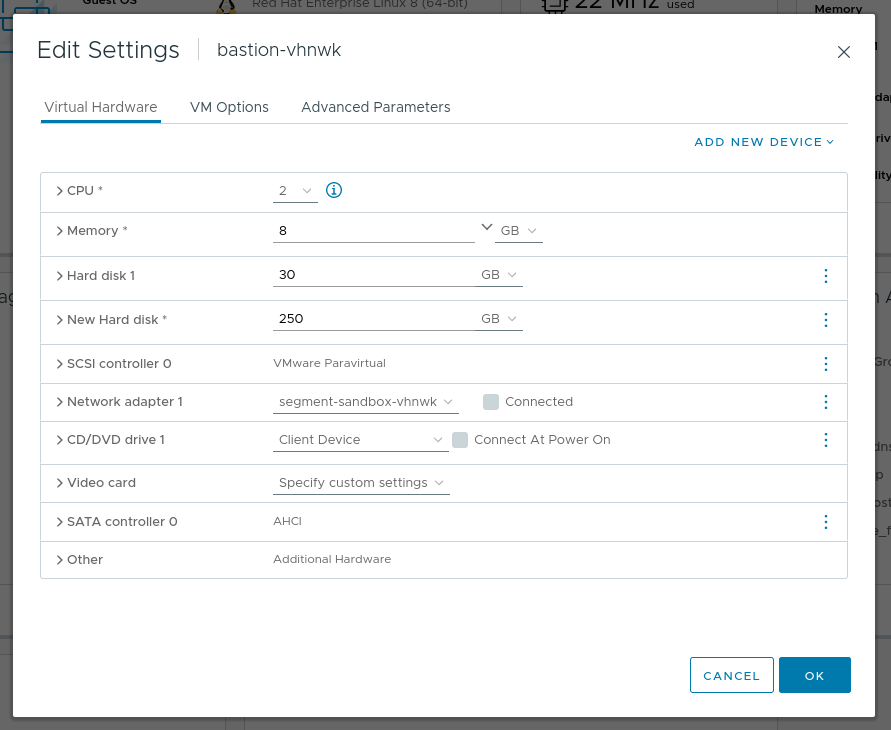 Guest OS
Red Hat Enterprise Linux 8 (64-bit)
22 MHz used
Memory
Edit Settings bastion-vhnwk
Virtual Hardware VM Options Advanced Parameters
ADD NEW DEVICE
CPU * 2
Memory * 8 GB
Hard disk 1 30 GB
New Hard disk * 250 GB
SCSI controller 0 VMware Paravirtual
Network adapter 1 segment-sandbox-vhnwk Connected
CD/DVD drive 1 Client Device Connect At Power On
Video card Specify custom settings
SATA controller 0 AHCI
Other Additional Hardware
CANCEL OK